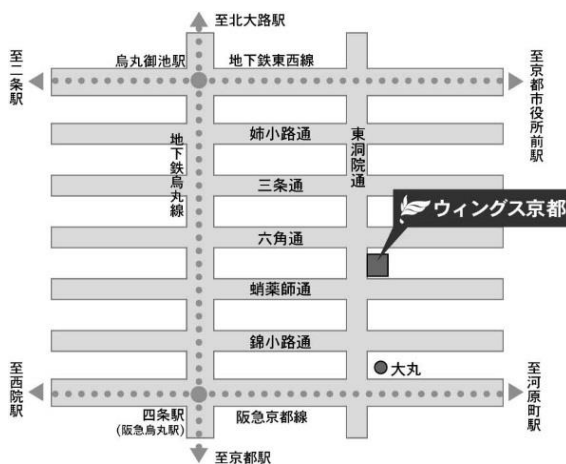 至北大路駅
至二条駅
烏丸御池駅
地下鉄東西線
至京都市役所前駅
地下鉄烏丸線
姉小路通
東洞院通
三条通
ウィングス京都
六角通
蛸薬師通
錦小路通
大丸
至西院駅
四条駅
(阪急烏丸駅)
阪急京都線
至河原町駅
至京都駅